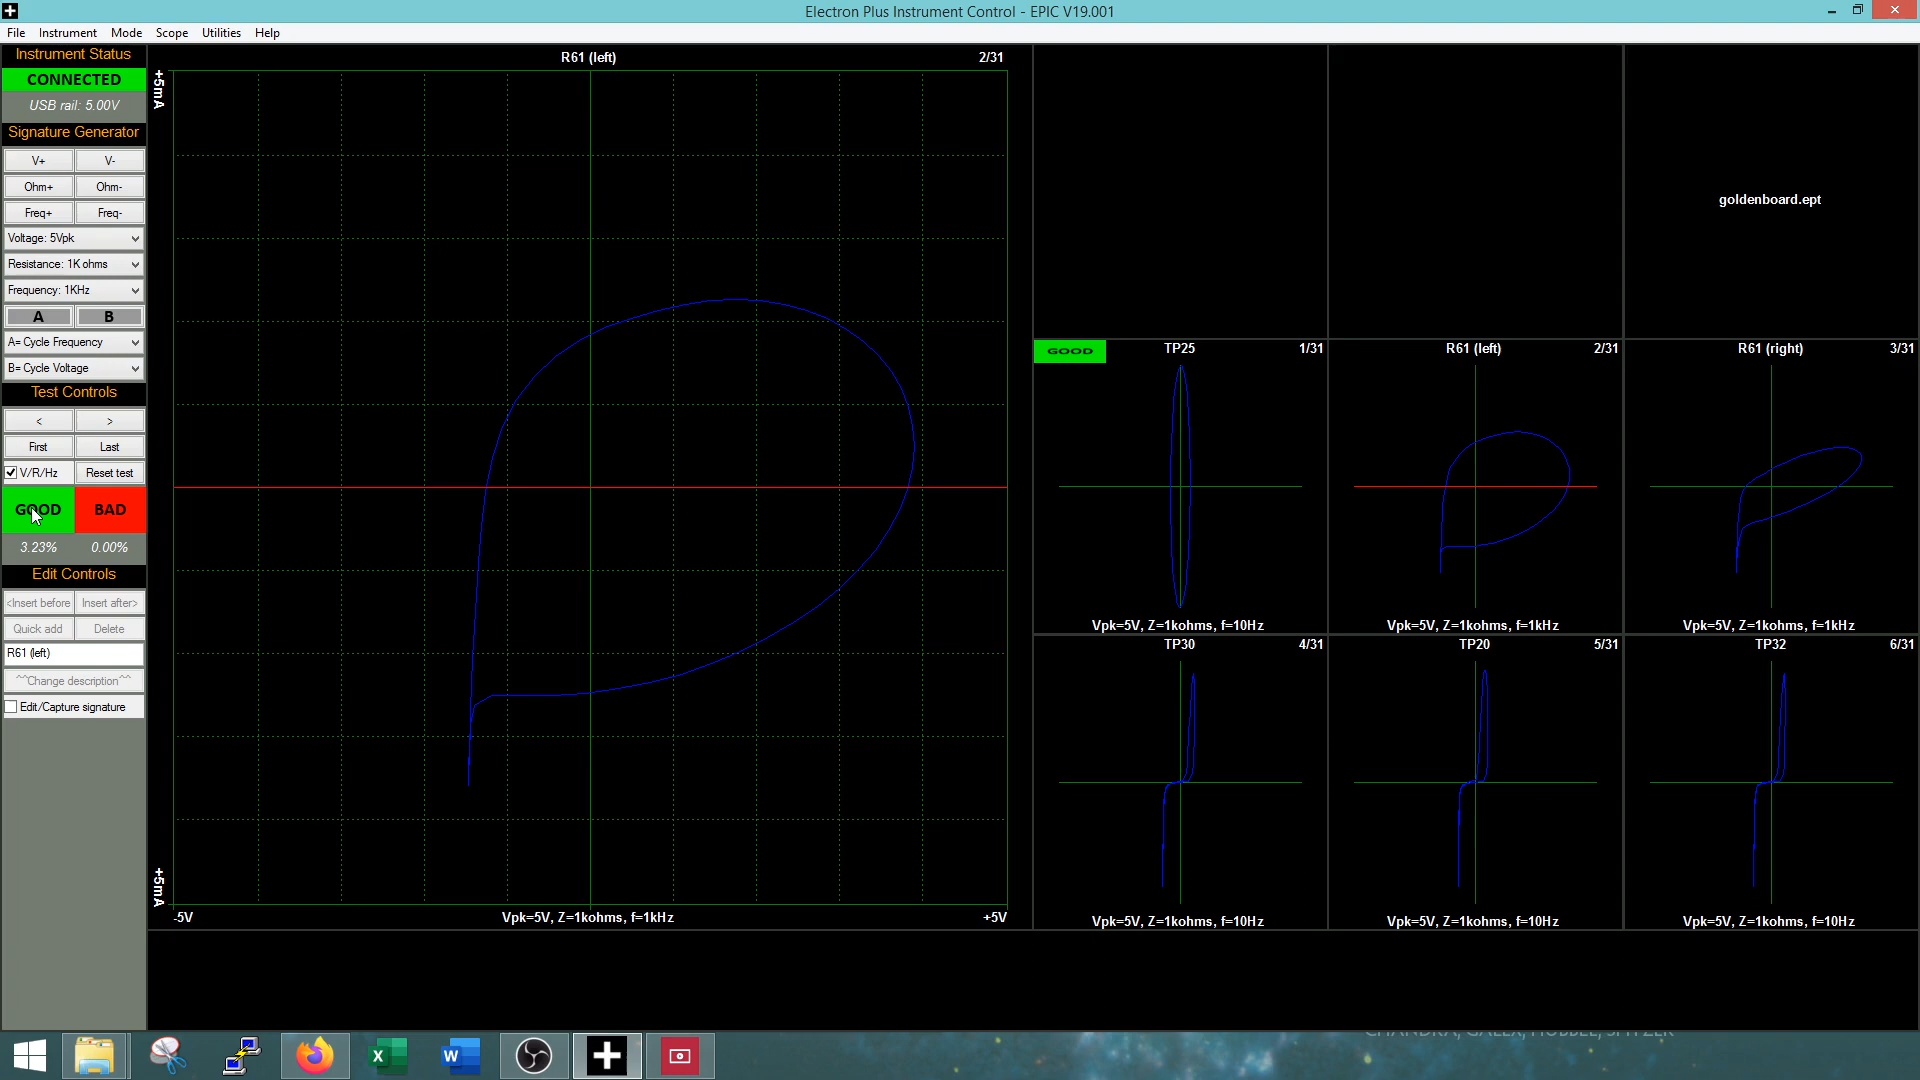 Electron Plus Instrument Control - EPIC V19.001
File Instrument Mode Scope Utilities Help
Instrument Status
CONNECTED
USB rail: 5.00V
Signature Generator
V+ V-
Ohm+ Ohm-
Freq+ Freq-
Voltage: 5Vpk
Resistance: 1K ohms
Frequency: 1KHz
A B
A= Cycle Frequency
B= Cycle Voltage
Test Controls
< >
First Last
V/R/Hz Reset test
GOOD BAD
3.23% 0.00%
Edit Controls
<Insert before Insert after>
Quick add Delete
R61 (left)
^^Change description^^
Edit/Capture signature
R61 (left) 2/31
+5mA
+5mA
-5V Vpk=5V, Z=1kohms, f=1kHz +5V
goldenboard.ept
GOOD TP25 1/31
Vpk=5V, Z=1kohms, f=10Hz
R61 (left) 2/31
Vpk=5V, Z=1kohms, f=1kHz
R61 (right) 3/31
Vpk=5V, Z=1kohms, f=1kHz
TP30 4/31
Vpk=5V, Z=1kohms, f=10Hz
TP20 5/31
Vpk=5V, Z=1kohms, f=10Hz
TP32 6/31
Vpk=5V, Z=1kohms, f=10Hz
CHANDRA, GALEX, HUBBLE, SPITZER
X
W